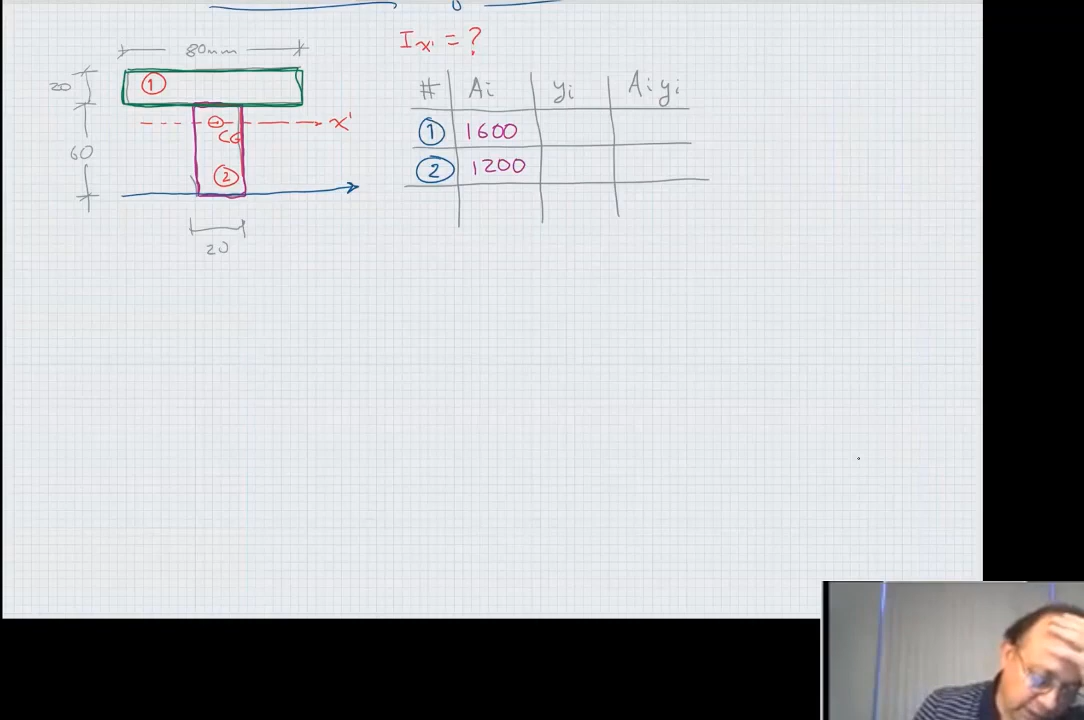 80mm
Ix' = ?
20
①
# Ai yi Aiyi
① 1600
x'
CG
60
② 1200
②
20